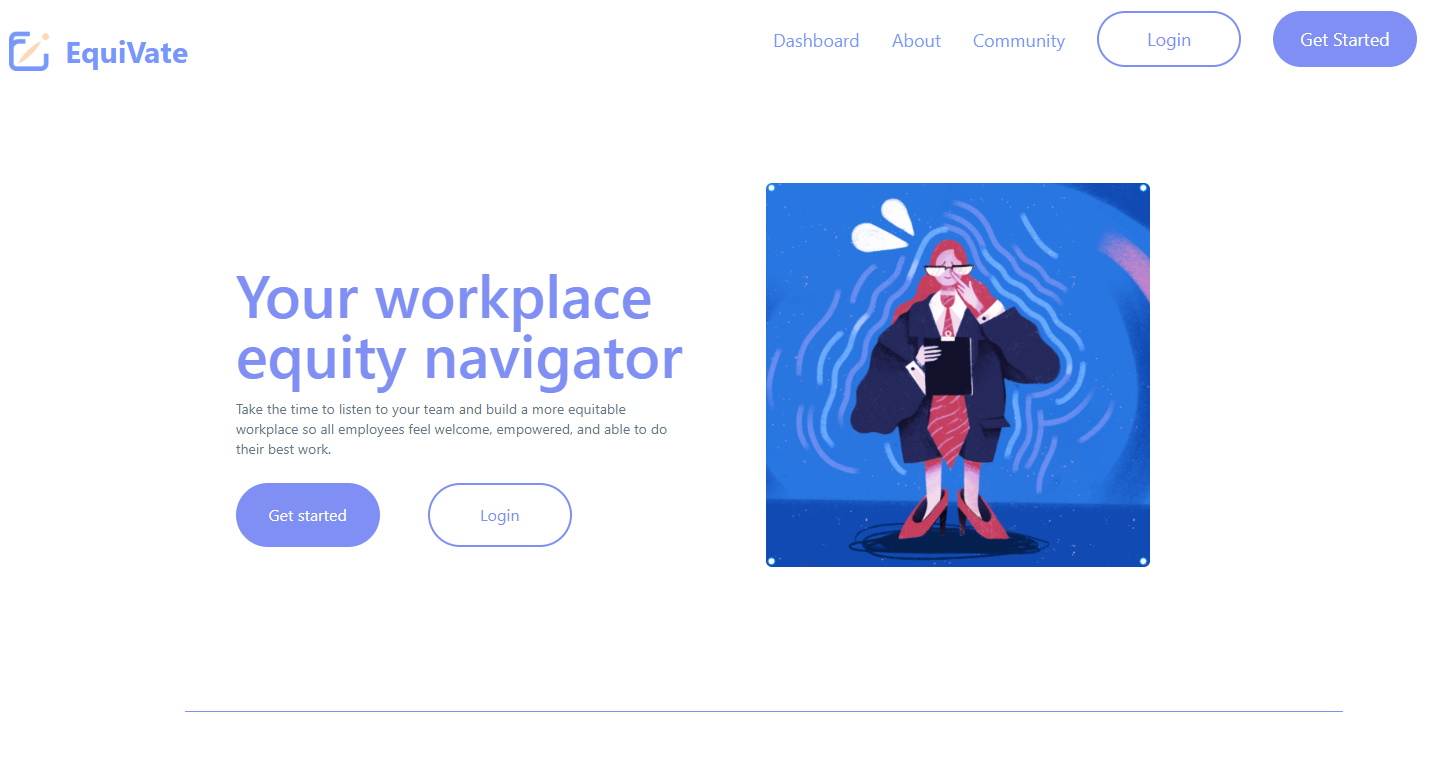 EquiVate
Dashboard
About
Community
Login
Get Started
Your workplace
equity navigator
Take the time to listen to your team and build a more equitable
workplace so all employees feel welcome, empowered, and able to do
their best work.
Get started
Login